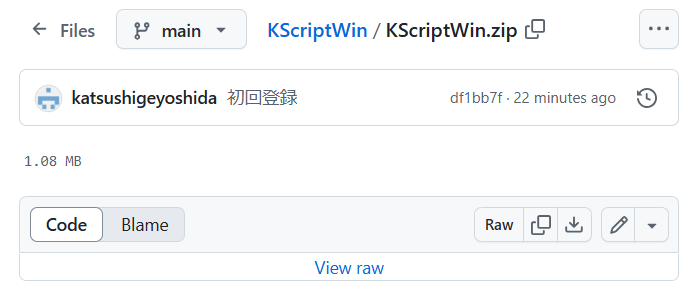 Files main KScriptWin / KScriptWin.zip
katsushigeyoshida 初回登録 df1bb7f · 22 minutes ago
1.08 MB
Code Blame Raw
View raw